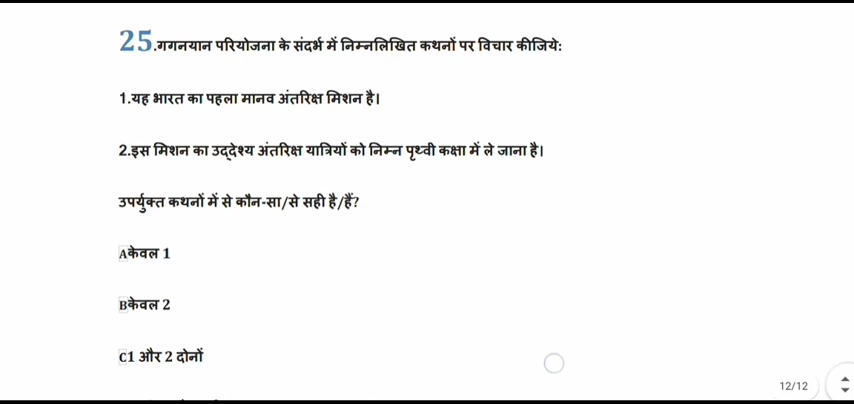 25.गगनयान परियोजना के संदर्भ में निम्नलिखित कथनों पर विचार कीजिये:
1.यह भारत का पहला मानव अंतरिक्ष मिशन है।
2.इस मिशन का उद्देश्य अंतरिक्ष यात्रियों को निम्न पृथ्वी कक्षा में ले जाना है।
उपर्युक्त कथनों में से कौन-सा/से सही है/हैं?
Aकेवल 1
Bकेवल 2
C1 और 2 दोनों
12/12